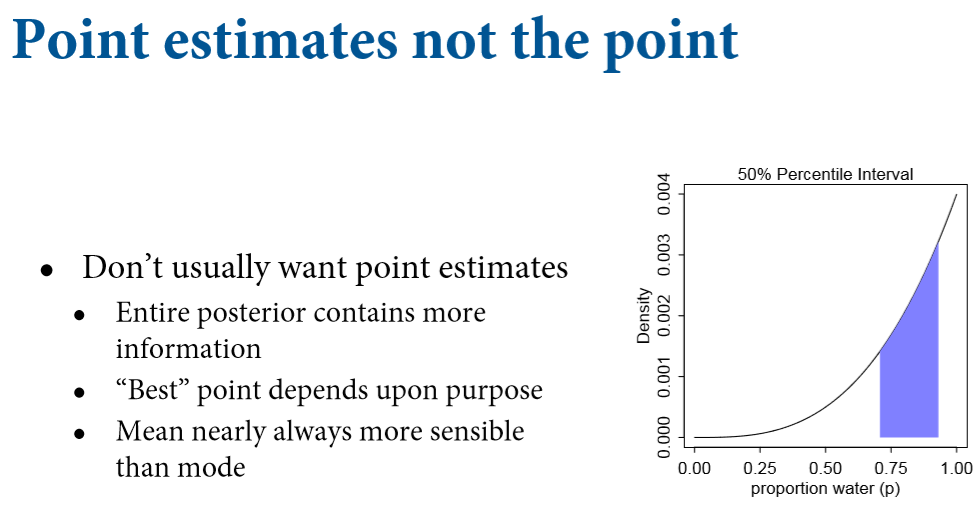 Point estimates not the point
• Don’t usually want point estimates
• Entire posterior contains more
information
• “Best” point depends upon purpose
• Mean nearly always more sensible
than mode
50% Percentile Interval
Density
0.004
0.003
0.002
0.001
0.000
0.00 0.25 0.50 0.75 1.00
proportion water (p)